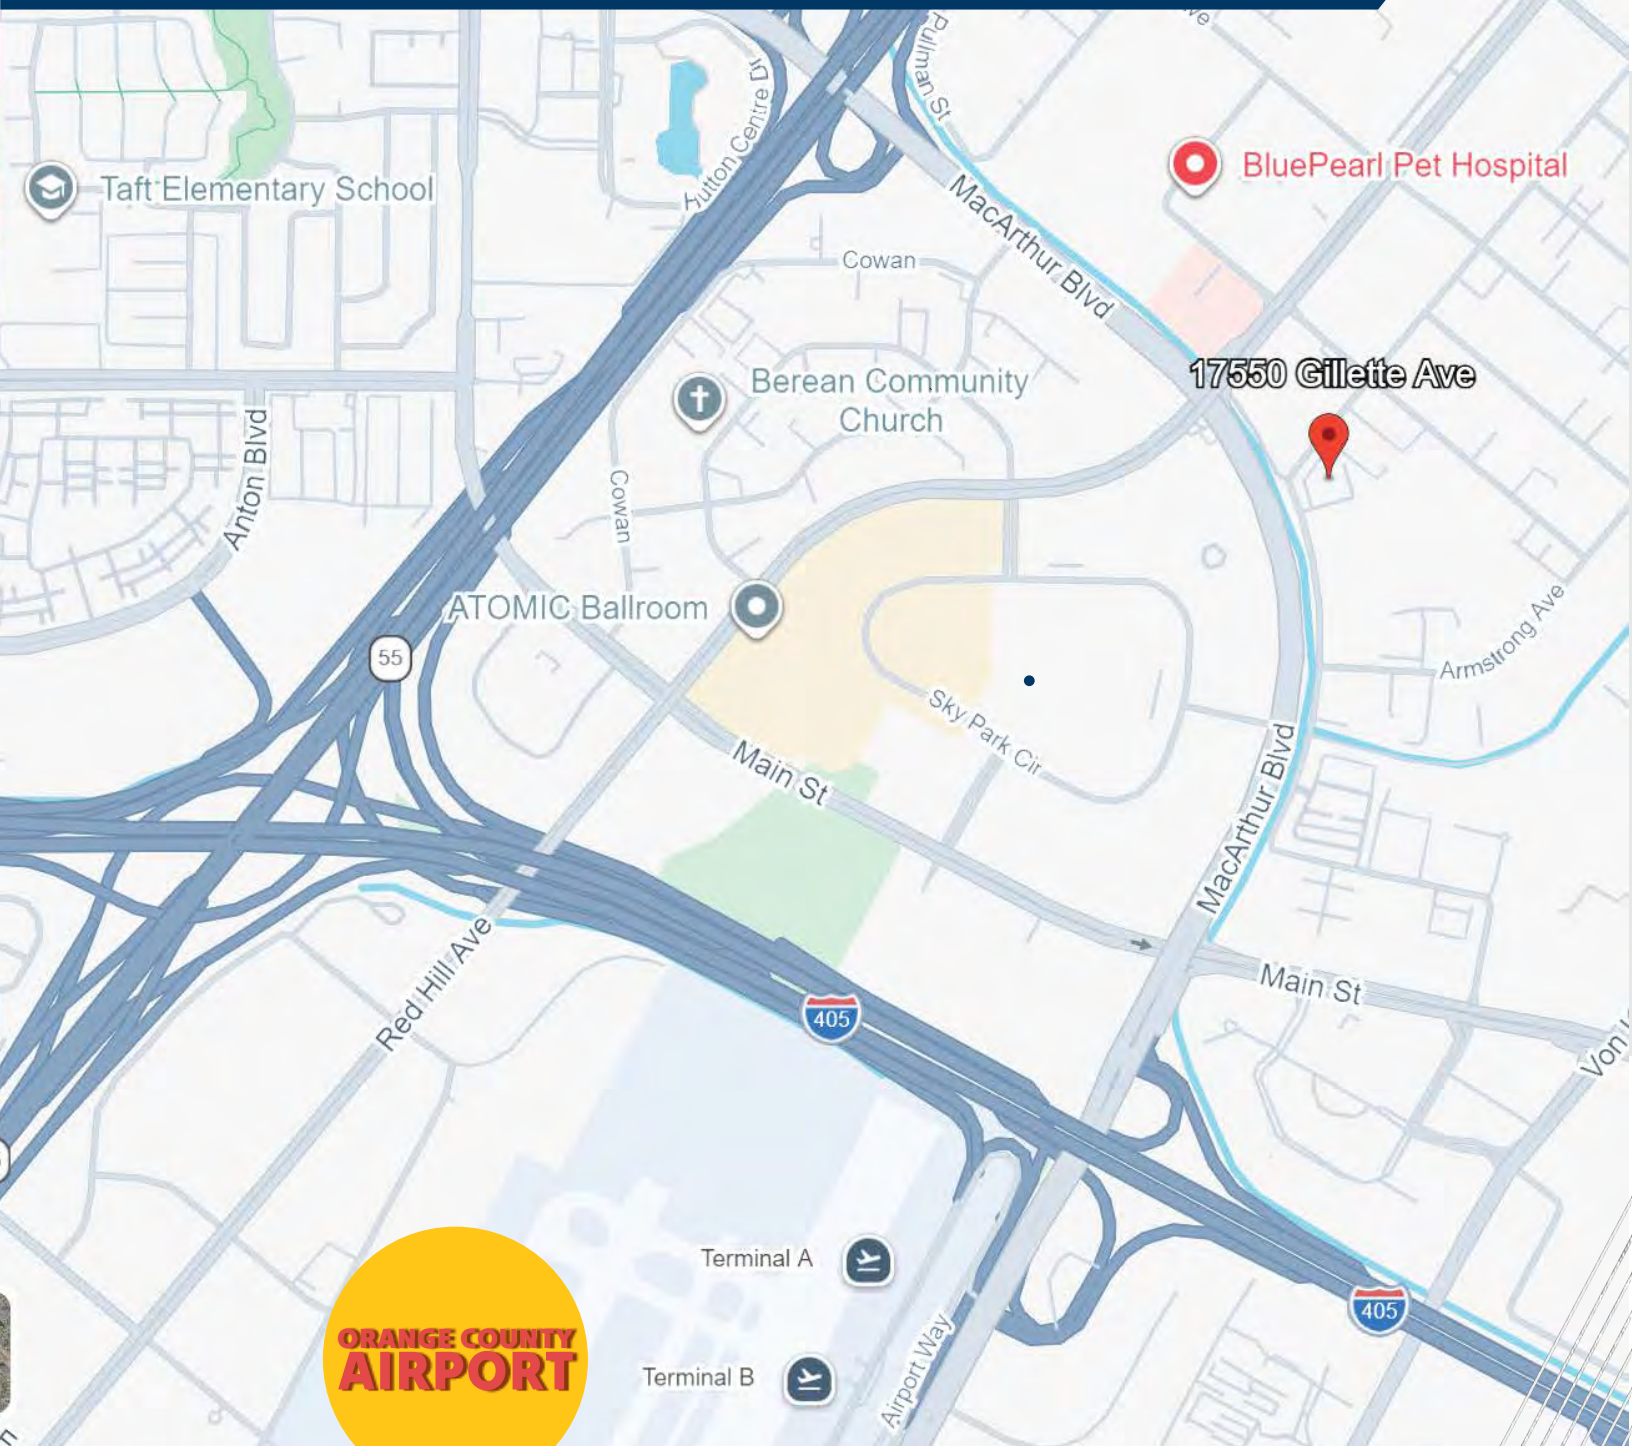 Pullman St
Hutton Centre Dr
BluePearl Pet Hospital
Taft Elementary School
MacArthur Blvd
Cowan
17550 Gillette Ave
Berean Community
Church
Anton Blvd
Cowan
ATOMIC Ballroom
Armstrong Ave
55
Sky Park Cir
Main St
MacArthur Blvd
Red Hill Ave
Main St
405
Von
Terminal A
405
ORANGE COUNTY
AIRPORT
Airport Way
Terminal B